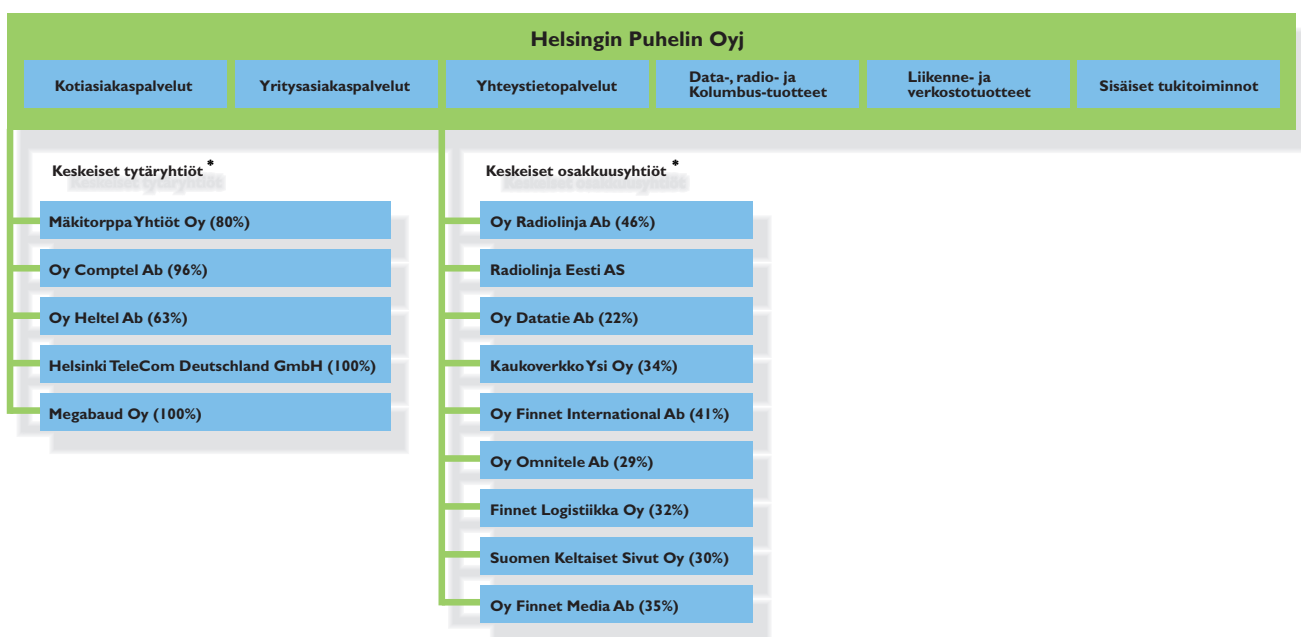 Helsingin Puhelin Oyj
Kotiasiakaspalvelut
Yritysasiakaspalvelut
Yhteystietopalvelut
Data-, radio- ja
Kolumbus-tuotteet
Liikenne- ja
verkostotuotteet
Sisäiset tukitoiminnot
Keskeiset tytäryhtiöt *
Mäkitorppa Yhtiöt Oy (80%)
Oy Comptel Ab (96%)
Oy Heltel Ab (63%)
Helsinki TeleCom Deutschland GmbH (100%)
Megabaud Oy (100%)
Keskeiset osakkuusyhtiöt *
Oy Radiolinja Ab (46%)
Radiolinja Eesti AS
Oy Datatie Ab (22%)
Kaukoverkko Ysi Oy (34%)
Oy Finnet International Ab (41%)
Oy Omnitele Ab (29%)
Finnet Logistiikka Oy (32%)
Suomen Keltaiset Sivut Oy (30%)
Oy Finnet Media Ab (35%)